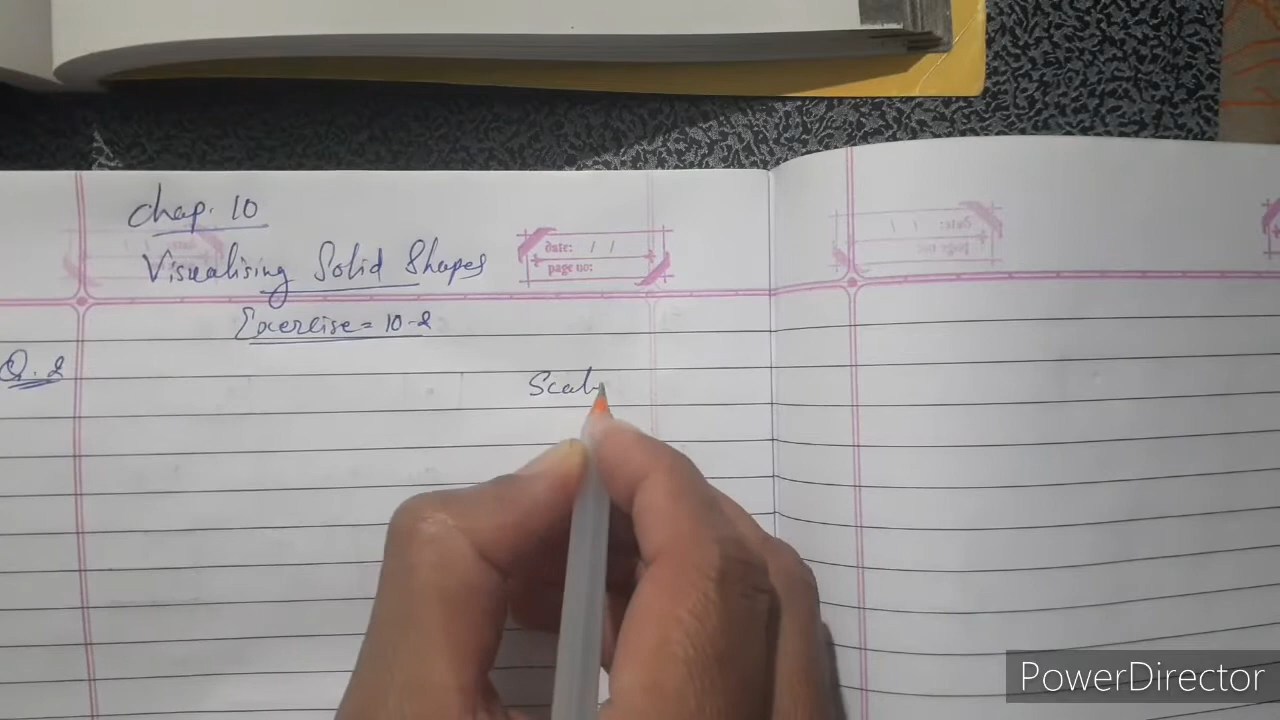 Chap. 10
Visualising Solid Shapes
date: / /
page no:
Exercise = 10.2
Q.2
Scal
PowerDirector